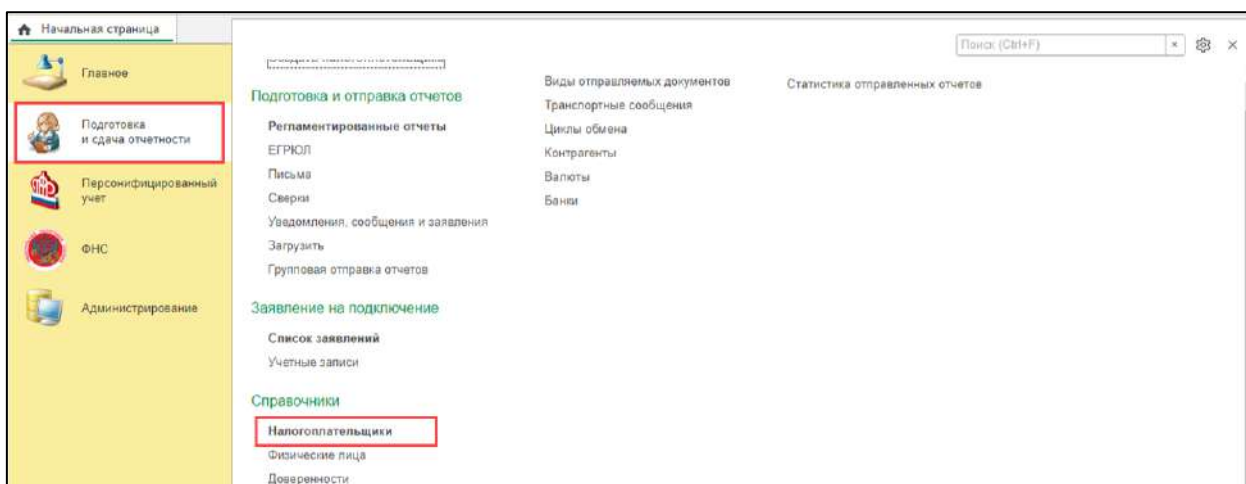 Начальная страница
Поиск (Ctrl+F)
Главное
Подготовка
и сдача отчетности
Персонифицированный
учет
ФНС
Администрирование
Подготовка и отправка отчетов
Регламентированные отчеты
ЕГРЮЛ
Письма
Сверки
Уведомления, сообщения и заявления
Загрузить
Групповая отправка отчетов
Заявление на подключение
Список заявлений
Учетные записи
Справочники
Налогоплательщики
Физические лица
Доверенности
Виды отправляемых документов
Транспортные сообщения
Циклы обмена
Контрагенты
Валюты
Банки
Статистика отправленных отчетов